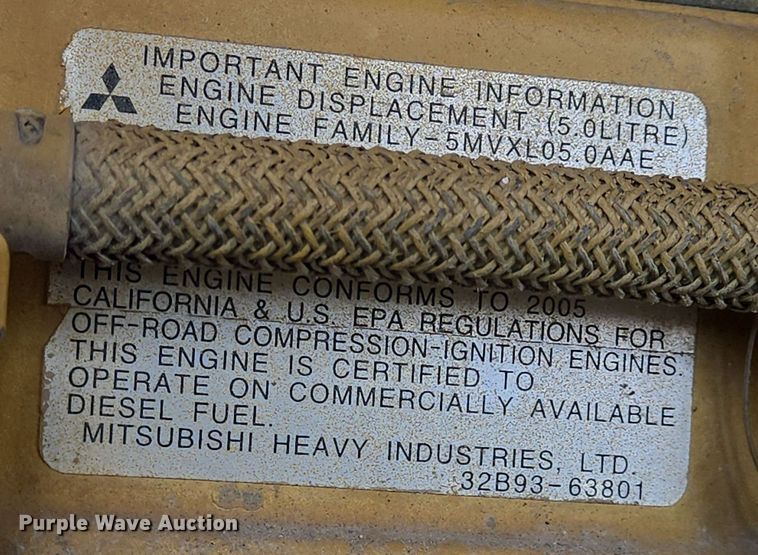 IMPORTANT ENGINE INFORMATION
ENGINE DISPLACEMENT (5.0LITRE)
ENGINE FAMILY-5MVXL05.0AAE
THIS ENGINE CONFORMS TO 2005
CALIFORNIA & U.S. EPA REGULATIONS FOR
OFF-ROAD COMPRESSION-IGNITION ENGINES.
THIS ENGINE IS CERTIFIED TO
OPERATE ON COMMERCIALLY AVAILABLE
DIESEL FUEL.
MITSUBISHI HEAVY INDUSTRIES, LTD.
32B93-63801
Purple Wave Auction